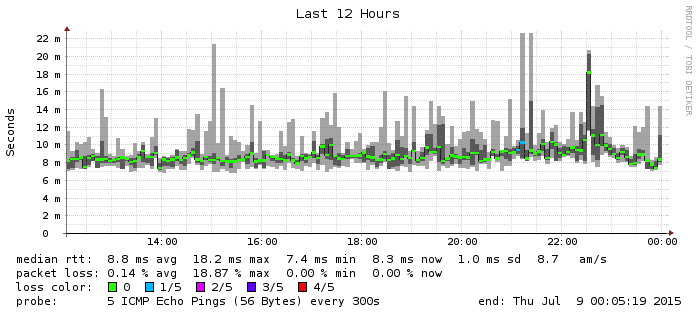 Last 12 Hours
RRDTOOL / TOBI OETIKER
Seconds
22 m
20 m
18 m
16 m
14 m
12 m
10 m
8 m
6 m
4 m
2 m
0
14:00 16:00 18:00 20:00 22:00 00:00
median rtt: 8.8 ms avg 18.2 ms max 7.4 ms min 8.3 ms now 1.0 ms sd 8.7 am/s
packet loss: 0.14 % avg 18.87 % max 0.00 % min 0.00 % now
loss color: 0 1/5 2/5 3/5 4/5
probe: 5 ICMP Echo Pings (56 Bytes) every 300s end: Thu Jul 9 00:05:19 2015